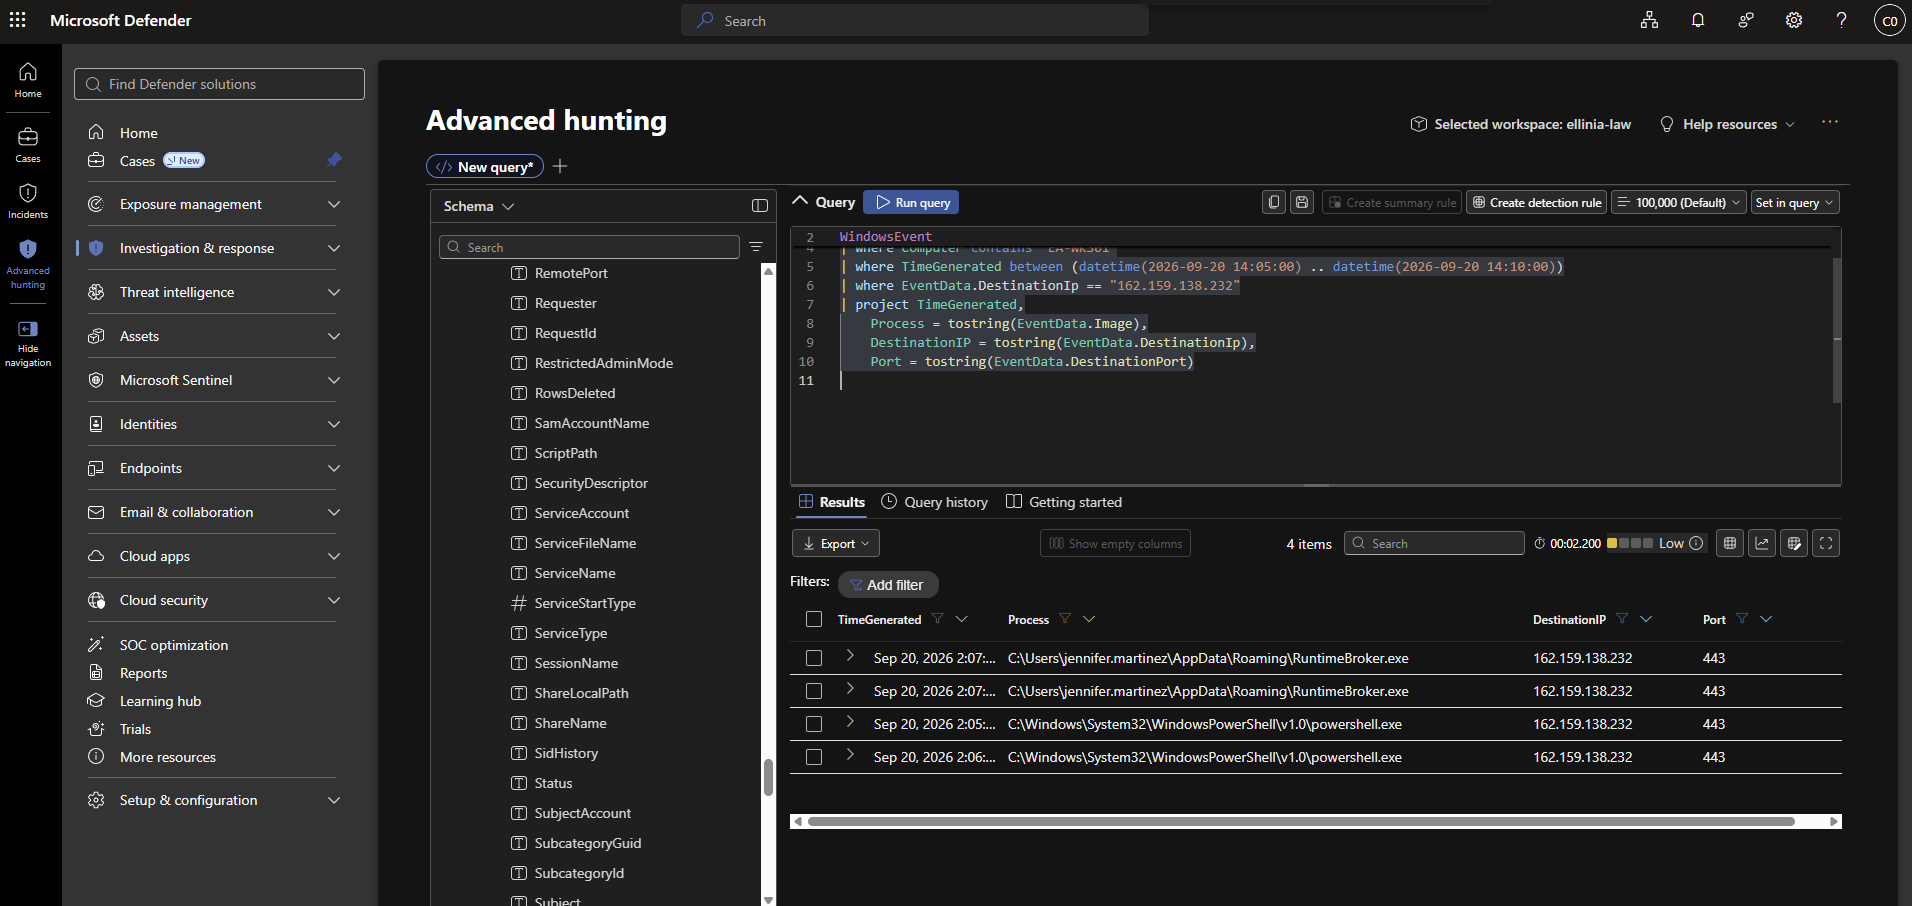 Microsoft Defender
Search
C0
Home
Cases
Incidents
Advanced
hunting
Hide
navigation
Find Defender solutions
Home
Cases New
Exposure management
Investigation & response
Threat intelligence
Assets
Microsoft Sentinel
Identities
Endpoints
Email & collaboration
Cloud apps
Cloud security
SOC optimization
Reports
Learning hub
Trials
More resources
Setup & configuration
Advanced hunting
Selected workspace: ellinia-law
Help resources
New query*
Schema
Search
RemotePort
Requester
RequestId
RestrictedAdminMode
RowsDeleted
SamAccountName
ScriptPath
SecurityDescriptor
ServiceAccount
ServiceFileName
ServiceName
ServiceStartType
ServiceType
SessionName
ShareLocalPath
ShareName
SidHistory
Status
SubjectAccount
SubcategoryGuid
SubcategoryId
Subject
Query
Run query
Create summary rule
Create detection rule
100,000 (Default)
Set in query
2 WindowsEvent
4 | where Computer contains
5 | where TimeGenerated between (datetime(2026-09-20 14:05:00) .. datetime(2026-09-20 14:10:00))
6 | where EventData.DestinationIp == "162.159.138.232"
7 | project TimeGenerated,
8 Process = tostring(EventData.Image),
9 DestinationIP = tostring(EventData.DestinationIp),
10 Port = tostring(EventData.DestinationPort)
11
Results
Query history
Getting started
Export
Show empty columns
4 items
Search
00:02.200
Low
Filters:
Add filter
TimeGenerated Process DestinationIP Port
Sep 20, 2026 2:07:... C:\Users\jennifer.martinez\AppData\Roaming\RuntimeBroker.exe 162.159.138.232 443
Sep 20, 2026 2:07:... C:\Users\jennifer.martinez\AppData\Roaming\RuntimeBroker.exe 162.159.138.232 443
Sep 20, 2026 2:05:... C:\Windows\System32\WindowsPowerShell\v1.0\powershell.exe 162.159.138.232 443
Sep 20, 2026 2:06:... C:\Windows\System32\WindowsPowerShell\v1.0\powershell.exe 162.159.138.232 443